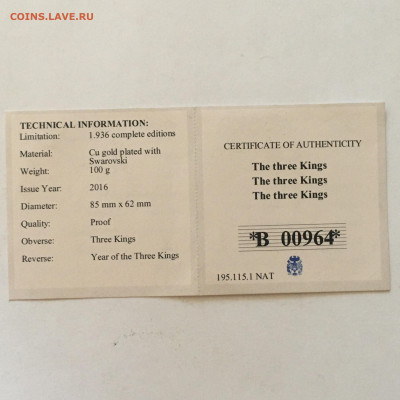 COINS.LAVE.RU
TECHNICAL INFORMATION:
Limitation: 1.936 complete editions
Material: Cu gold plated with
Swarovski
Weight: 100 g
Issue Year: 2016
Diameter: 85 mm x 62 mm
Quality: Proof
Obverse: Three Kings
Reverse: Year of the Three Kings
CERTIFICATE OF AUTHENTICITY
The three Kings
The three Kings
The three Kings
*B 00964*
195.115.1 NAT